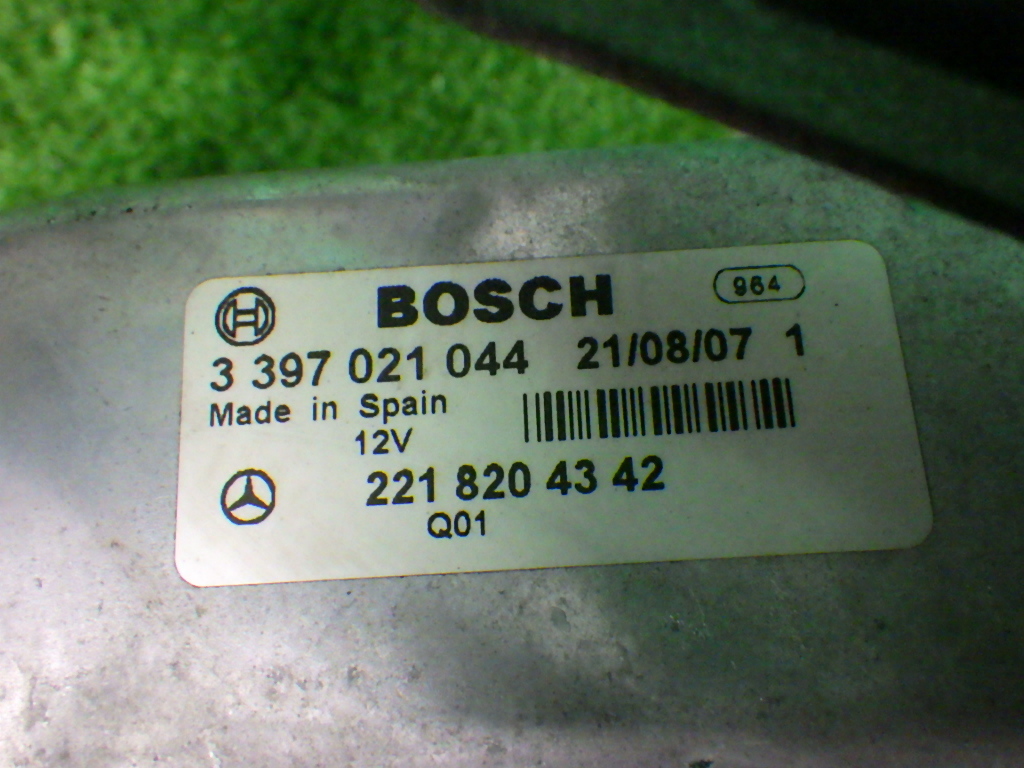 BOSCH 964
3 397 021 044 21/08/07 1
Made in Spain
12V
221 820 43 42
Q01